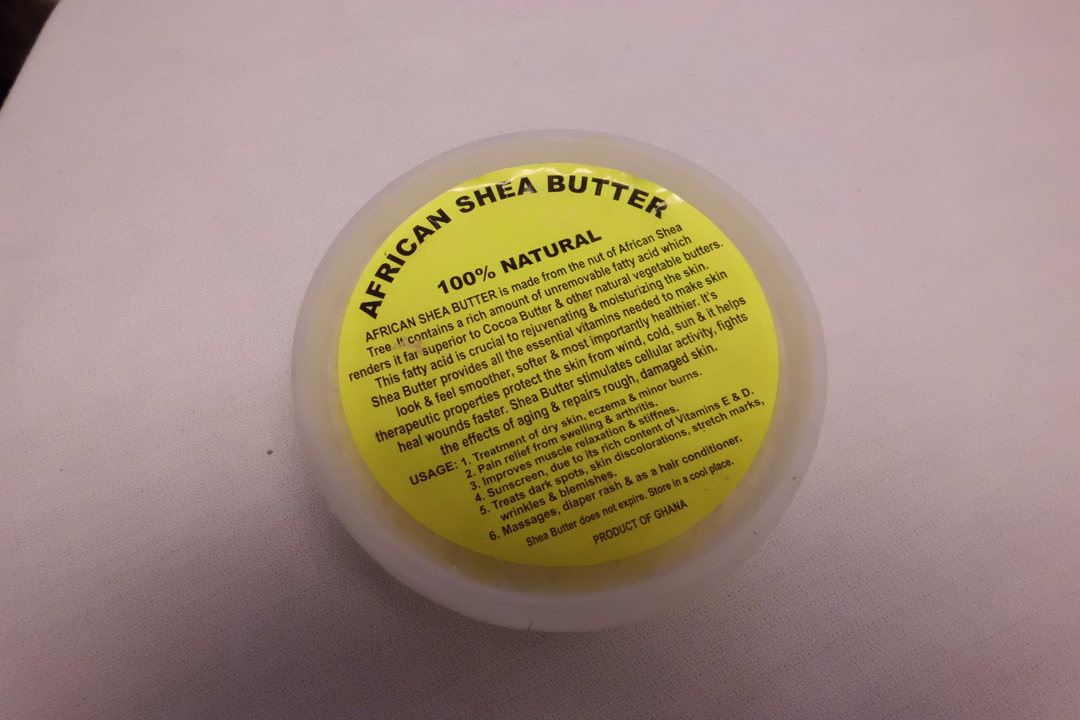 AFRICAN SHEA BUTTER
100% NATURAL
AFRICAN SHEA BUTTER is made from the nut of African Shea
Tree. It contains a rich amount of unremovable fatty acid which
renders it far superior to Cocoa Butter & other natural vegetable butters.
This fatty acid is crucial to rejuvenating & moisturizing the skin.
Shea Butter provides all the essential vitamins needed to make skin
look & feel smoother, softer & most importantly healthier. It's
therapeutic properties protect the skin from wind, cold, sun & it helps
heal wounds faster. Shea Butter stimulates cellular activity, fights
the effects of aging & repairs rough, damaged skin.
USAGE: 1. Treatment of dry skin, eczema & minor burns.
2. Pain relief from swelling & arthritis.
3. Improves muscle relaxation & stiffnes.
4. Sunscreen, due to its rich content of Vitamins E & D.
5. Treats dark spots, skin discolorations, stretch marks,
wrinkles & blemishes.
6. Massages, diaper rash & as a hair conditioner.
Shea Butter does not expire. Store in a cool place.
PRODUCT OF GHANA